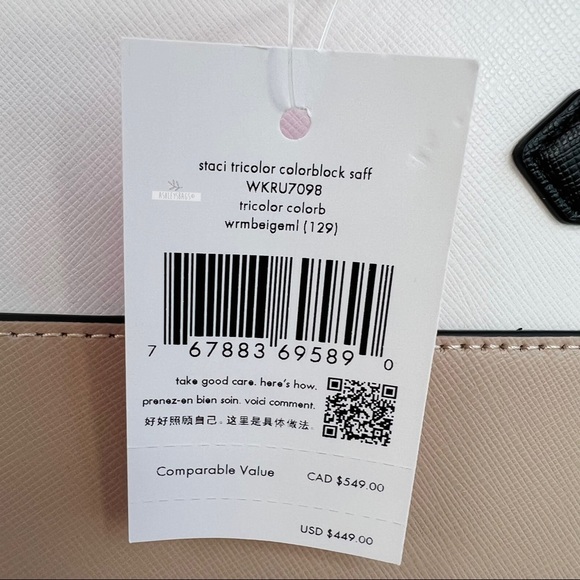 staci tricolor colorblock saff
WKRU7098
tricolor colorb
wrmbeigeml (129)
7 67883 69589 0
take good care. here's how.
prenez-en bien soin. voici comment.
好好照顾自己。这里是具体做法。
Comparable Value CAD $549.00
USD $449.00